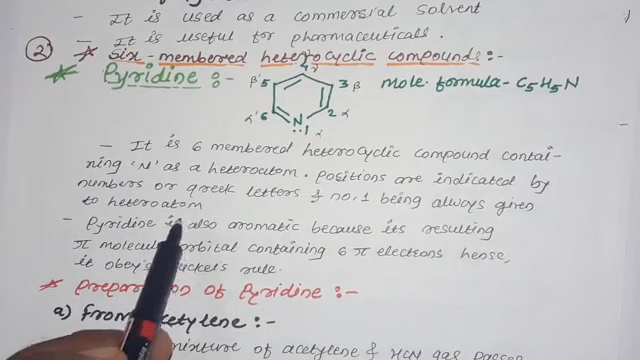 - It is used as a commercial solvent
- It is useful for pharmaceuticals.
2) * Six-membered heterocyclic compounds :-
* Pyridine :- mole. formula - C5H5N
4 γ
β' 5 3 β
α' 6 2 α
N 1
α
- It is 6 membered heterocyclic compound contai-
ning 'N' as a heteroatom. positions are indicated by
numbers or greek letters & no. 1 being always given
to heteroatom
- Pyridine is also aromatic because its resulting
π molecular orbital containing 6 π electrons hense,
it obey's Huckel's rule.
* preparation of Pyridine :-
a) from acetylene :-
mixture of acetylene & HCN gas passed